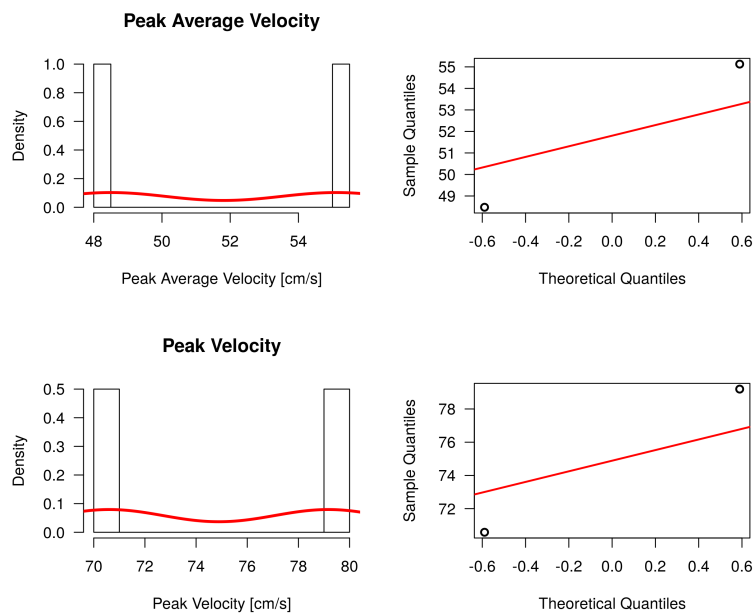 Peak Average Velocity
Density
1.0
0.8
0.6
0.4
0.2
0.0
48 50 52 54
Peak Average Velocity [cm/s]
Sample Quantiles
55
54
53
52
51
50
49
-0.6 -0.4 -0.2 0.0 0.2 0.4 0.6
Theoretical Quantiles
Peak Velocity
Density
0.5
0.4
0.3
0.2
0.1
0.0
70 72 74 76 78 80
Peak Velocity [cm/s]
Sample Quantiles
78
76
74
72
-0.6 -0.4 -0.2 0.0 0.2 0.4 0.6
Theoretical Quantiles